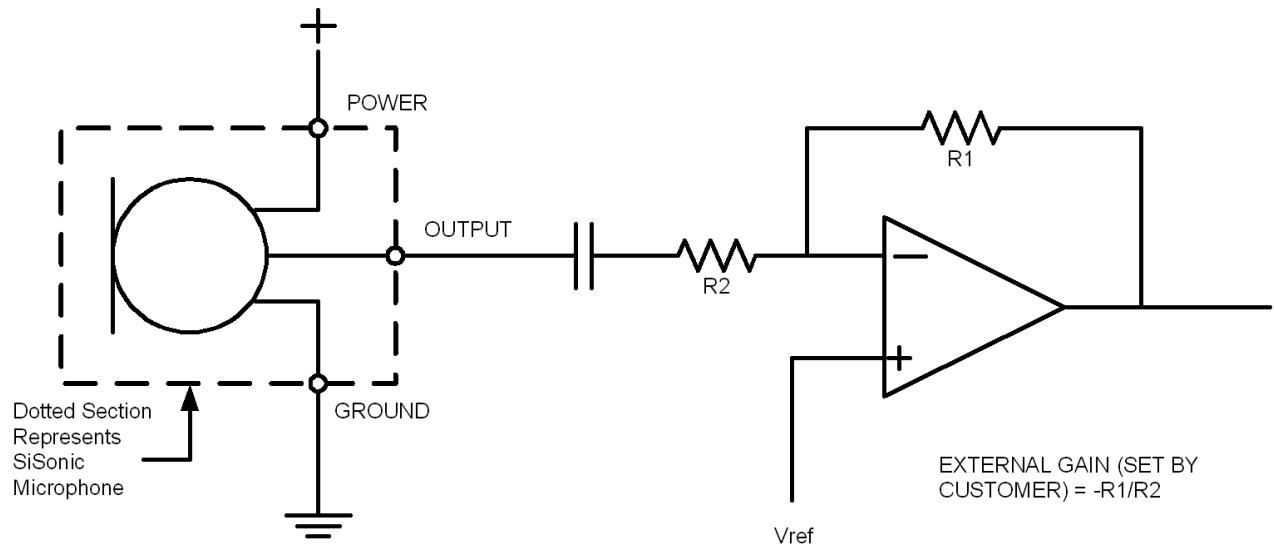 POWER
OUTPUT
R1
R2
GROUND
Dotted Section
Represents
SiSonic
Microphone
EXTERNAL GAIN (SET BY
CUSTOMER) = -R1/R2
Vref